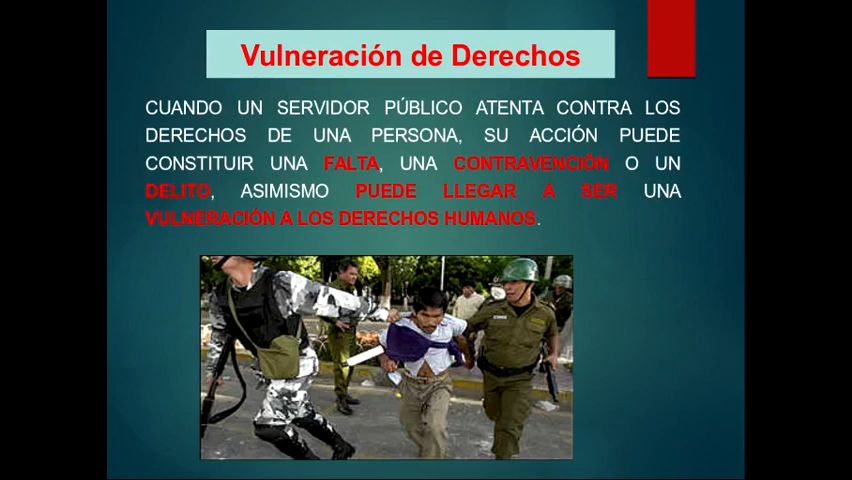 Vulneración de Derechos
CUANDO UN SERVIDOR PÚBLICO ATENTA CONTRA LOS
DERECHOS DE UNA PERSONA, SU ACCIÓN PUEDE
CONSTITUIR UNA FALTA, UNA CONTRAVENCIÓN O UN
DELITO, ASIMISMO PUEDE LLEGAR A SER UNA
VULNERACIÓN A LOS DERECHOS HUMANOS.